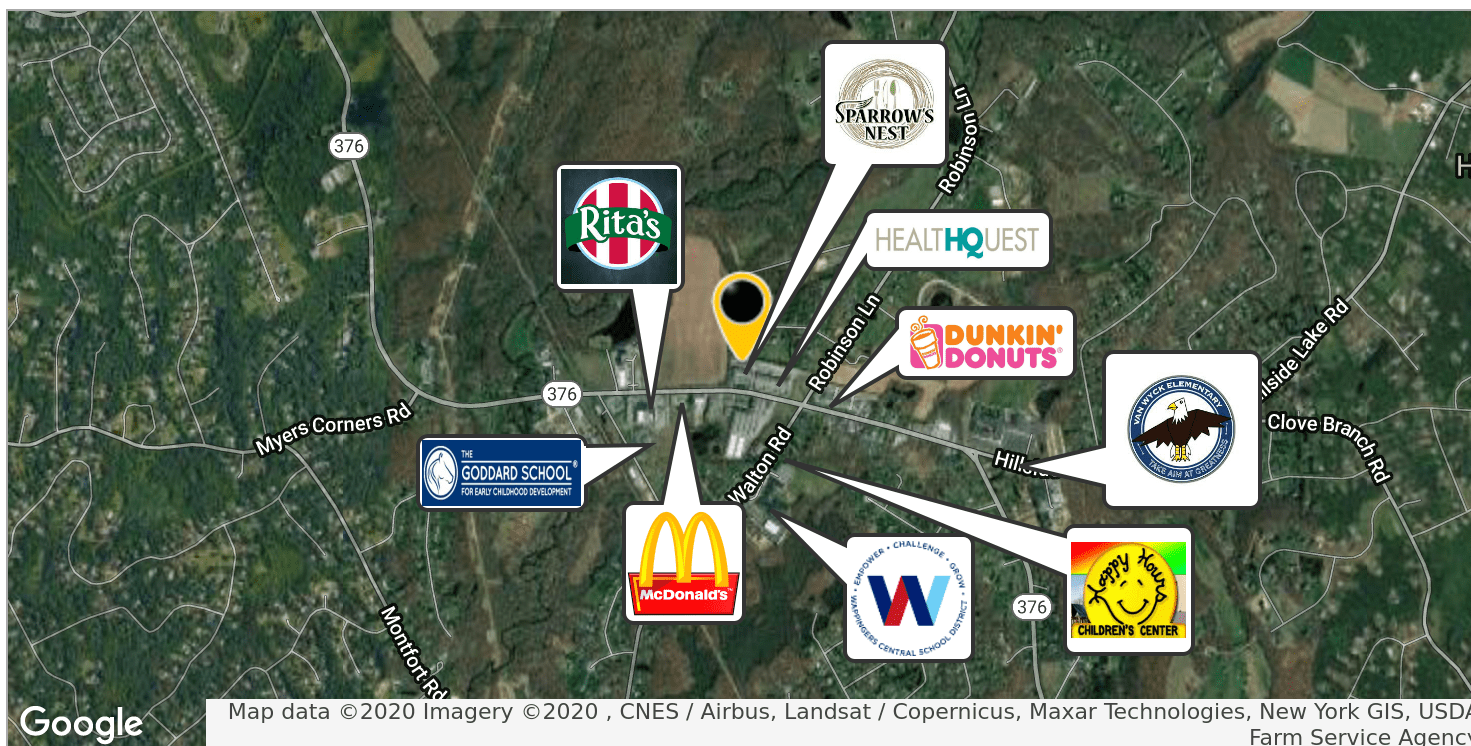 SPARROW'S
NEST
Robinson Ln
376
H
Rita's
HEALTHQUEST
Robinson Ln
DUNKIN'
DONUTS®
lside Lake Rd
376
VAN WYCK ELEMENTARY
TAKE AIM AT GREATNESS
Myers Corners Rd
Clove Branch Rd
THE
GODDARD SCHOOL®
FOR EARLY CHILDHOOD DEVELOPMENT
Walton Rd
McDonald's™
• EMPOWER • CHALLENGE • GROW •
WAPPINGERS CENTRAL SCHOOL DISTRICT
W
Happy Hours
CHILDREN'S CENTER
376
Montfort Rd
Google
Map data ©2020 Imagery ©2020 , CNES / Airbus, Landsat / Copernicus, Maxar Technologies, New York GIS, USDA
Farm Service Agency